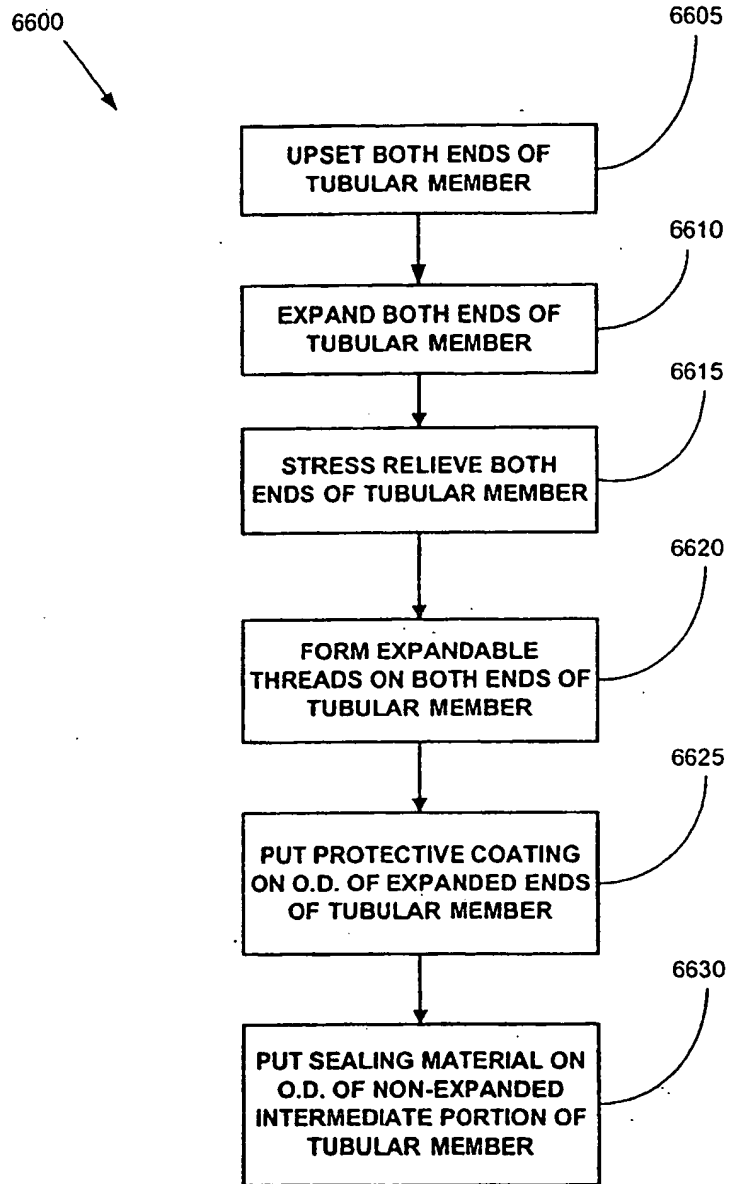 6600
6605
UPSET BOTH ENDS OF
TUBULAR MEMBER
6610
EXPAND BOTH ENDS OF
TUBULAR MEMBER
6615
STRESS RELIEVE BOTH
ENDS OF TUBULAR MEMBER
6620
FORM EXPANDABLE
THREADS ON BOTH ENDS OF
TUBULAR MEMBER
6625
PUT PROTECTIVE COATING
ON O.D. OF EXPANDED ENDS
OF TUBULAR MEMBER
6630
PUT SEALING MATERIAL ON
O.D. OF NON-EXPANDED
INTERMEDIATE PORTION OF
TUBULAR MEMBER